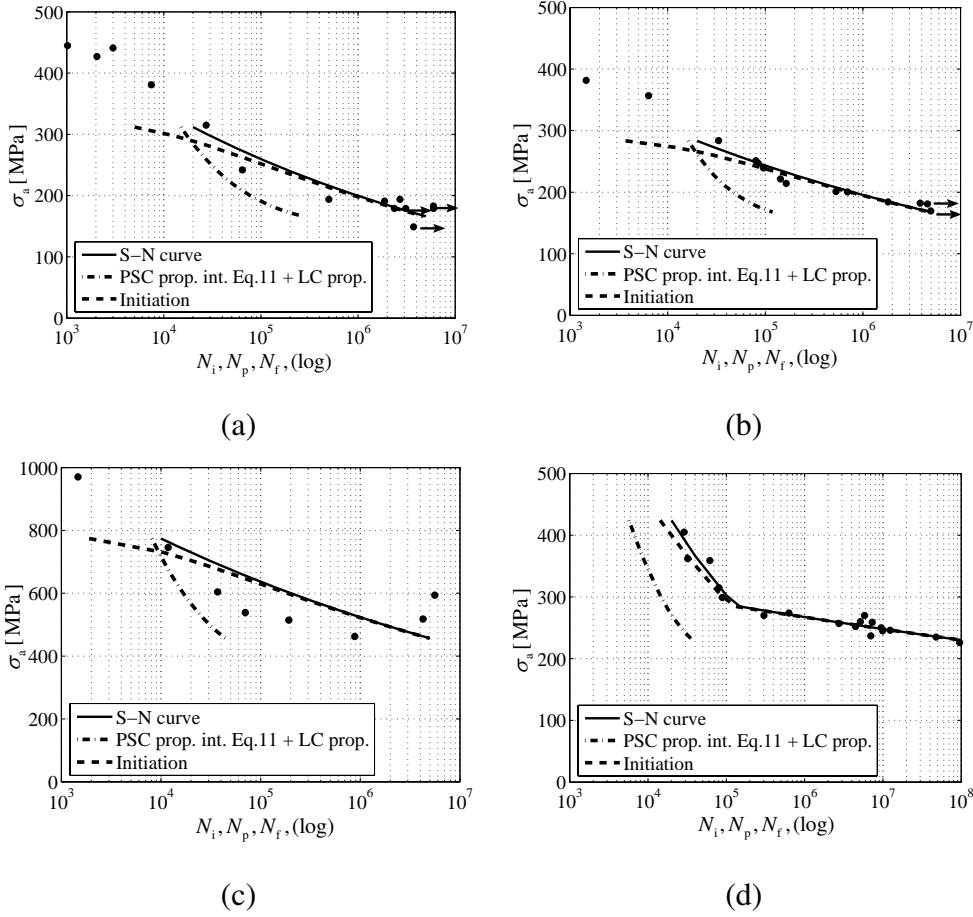 500
400
300
200
100
0
σa [ MPa]
S−N curve
PSC prop. int. Eq.11 + LC prop.
Initiation
10^3 10^4 10^5 10^6 10^7
Ni, Np, Nf, (log)
(a)
500
400
300
200
100
0
σa [ MPa]
S−N curve
PSC prop. int. Eq.11 + LC prop.
Initiation
10^3 10^4 10^5 10^6 10^7
Ni, Np, Nf, (log)
(b)
1000
800
600
400
200
0
σa [ MPa]
S−N curve
PSC prop. int. Eq.11 + LC prop.
Initiation
10^3 10^4 10^5 10^6 10^7
Ni, Np, Nf, (log)
(c)
500
400
300
200
100
0
σa [ MPa]
S−N curve
PSC prop. int. Eq.11 + LC prop.
Initiation
10^3 10^4 10^5 10^6 10^7 10^8
Ni, Np, Nf, (log)
(d)